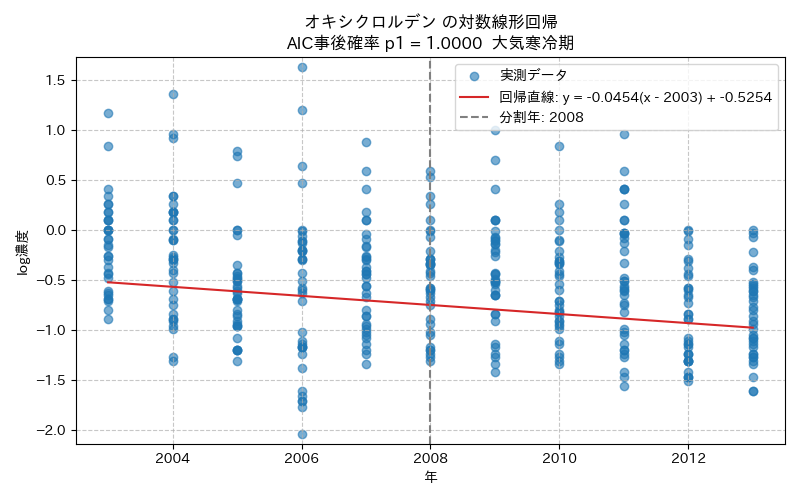 オキシクロルデン の対数線形回帰
AIC事後確率 p1 = 1.0000  大気寒冷期
実測データ
回帰直線: y = -0.0454(x - 2003) + -0.5254
分割年: 2008
log濃度
1.5
1.0
0.5
0.0
−0.5
−1.0
−1.5
−2.0
2004 2006 2008 2010 2012
年